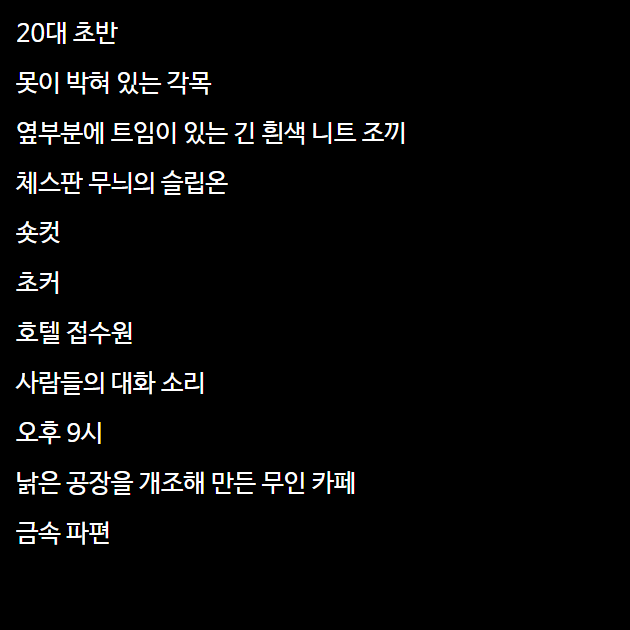 20대 초반
못이 박혀 있는 각목
옆부분에 트임이 있는 긴 흰색 니트 조끼
체스판 무늬의 슬립온
숏컷
초커
호텔 접수원
사람들의 대화 소리
오후 9시
낡은 공장을 개조해 만든 무인 카페
금속 파편